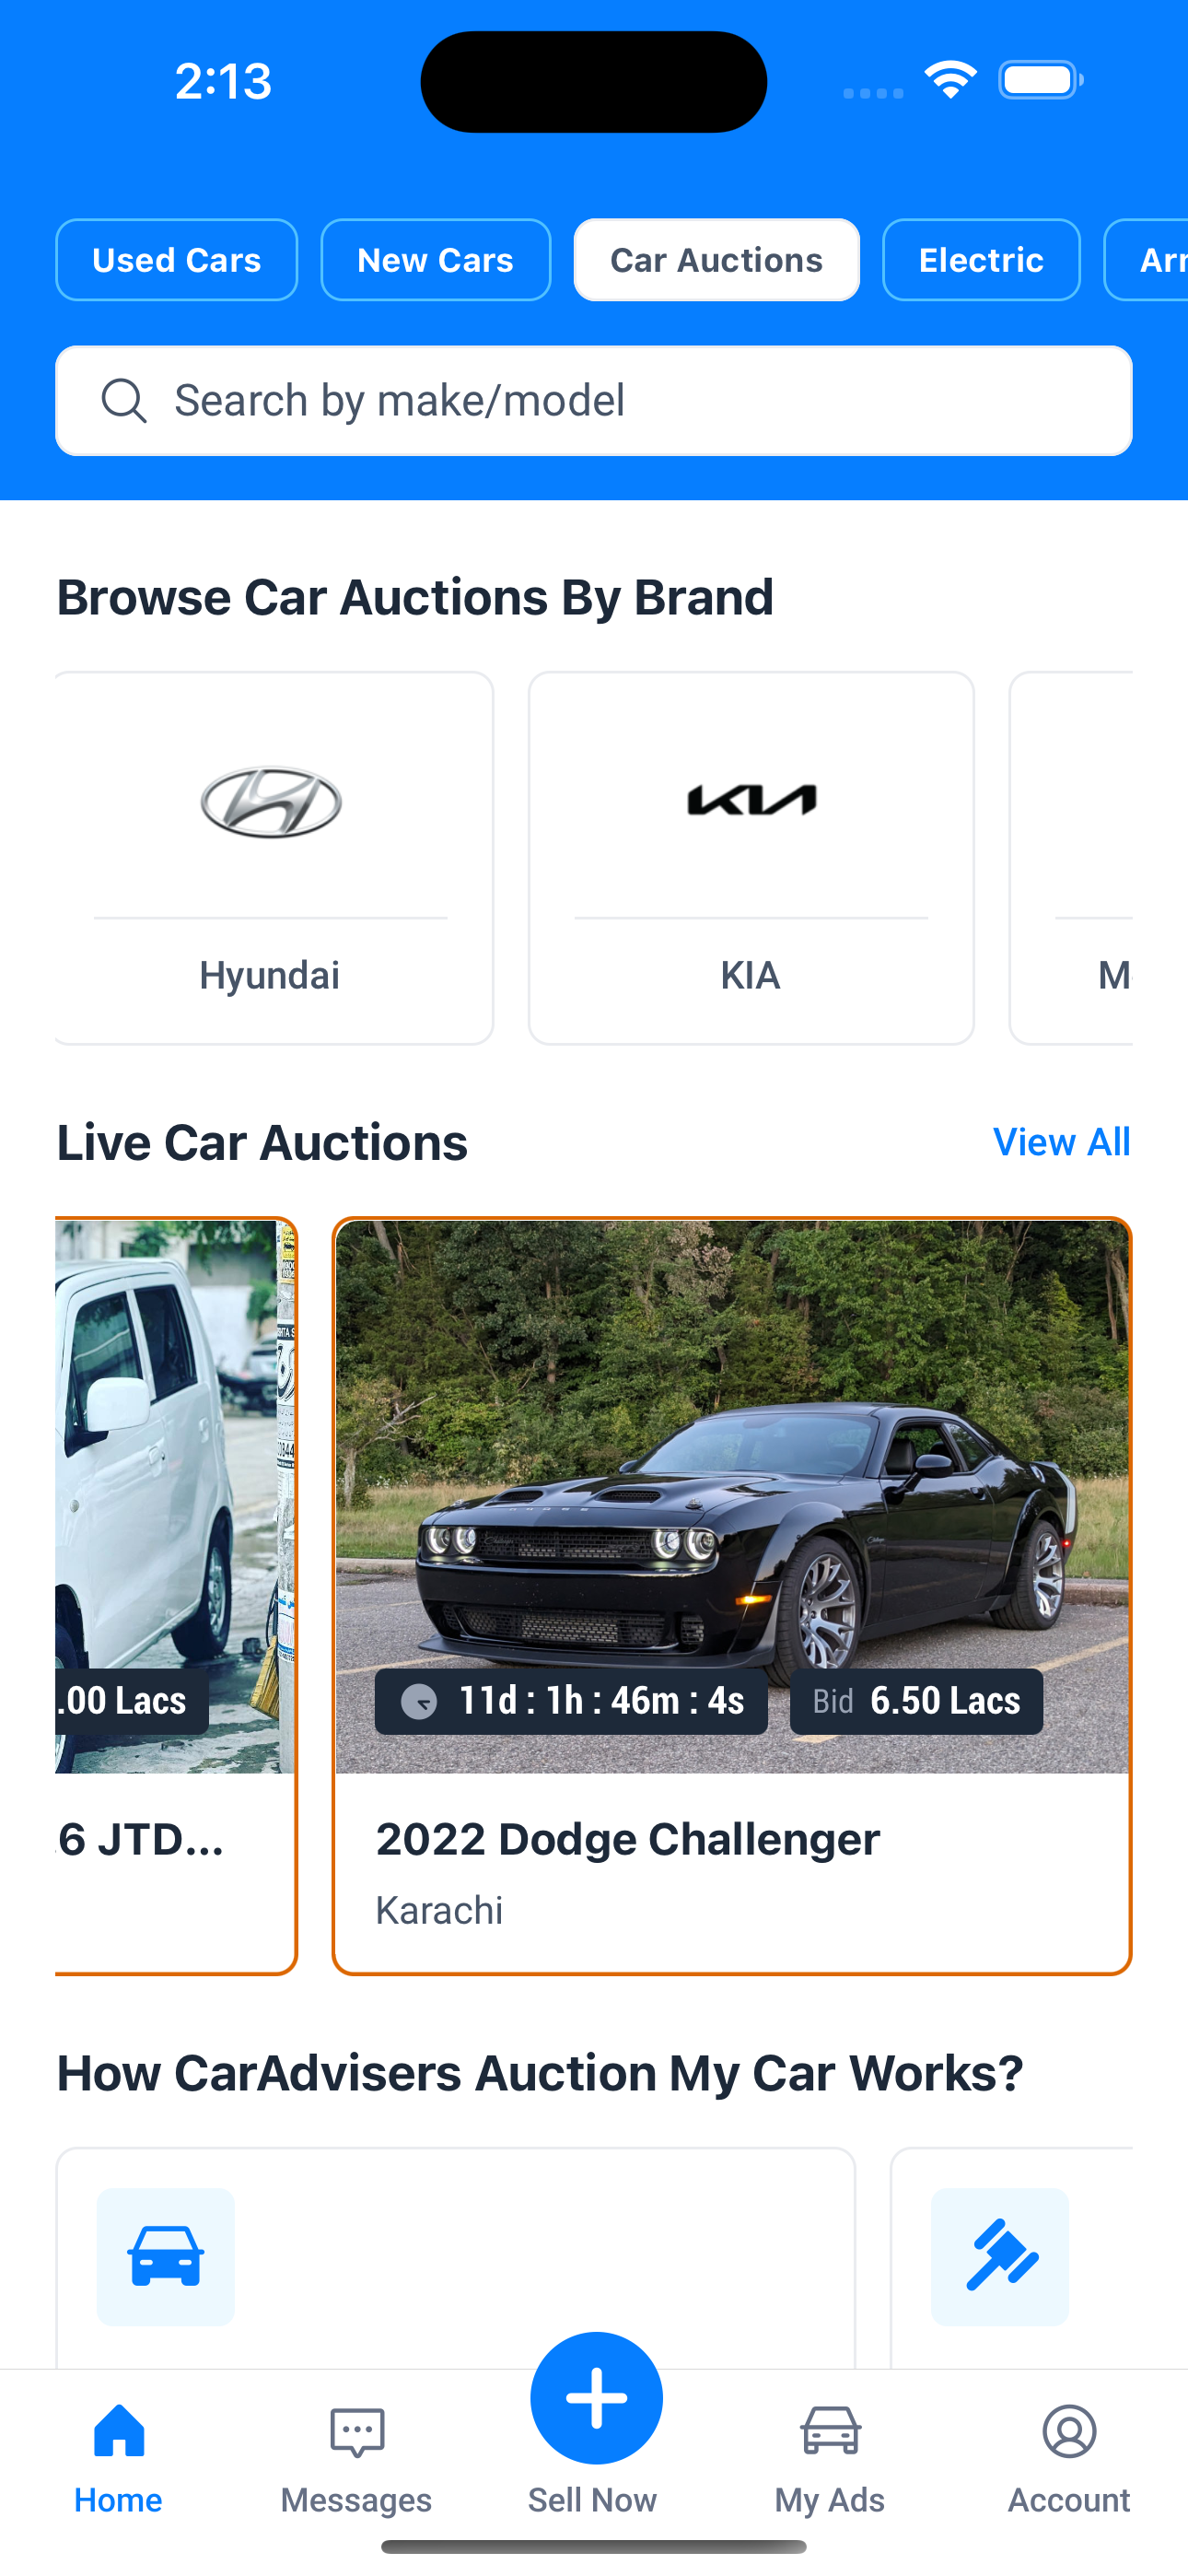 2:13
Used Cars
New Cars
Car Auctions
Electric
Search by make/model
Browse Car Auctions By Brand
KIA
Hyundai
KIA
M
Live Car Auctions
View All
.00 Lacs
11d : 1h : 46m : 4s
Bid 6.50 Lacs
6 JTD...
2022 Dodge Challenger
Karachi
How CarAdvisers Auction My Car Works?
Home
Messages
Sell Now
My Ads
Account